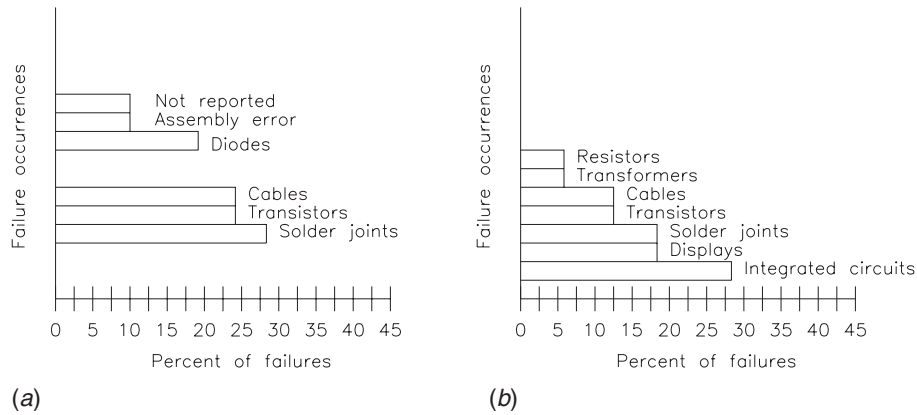 Failure occurrences
Not reported
Assembly error
Diodes
Cables
Transistors
Solder joints
0 5 10 15 20 25 30 35 40 45
Percent of failures
(a)
Failure occurrences
Resistors
Transformers
Cables
Transistors
Solder joints
Displays
Integrated circuits
0 5 10 15 20 25 30 35 40 45
Percent of failures
(b)